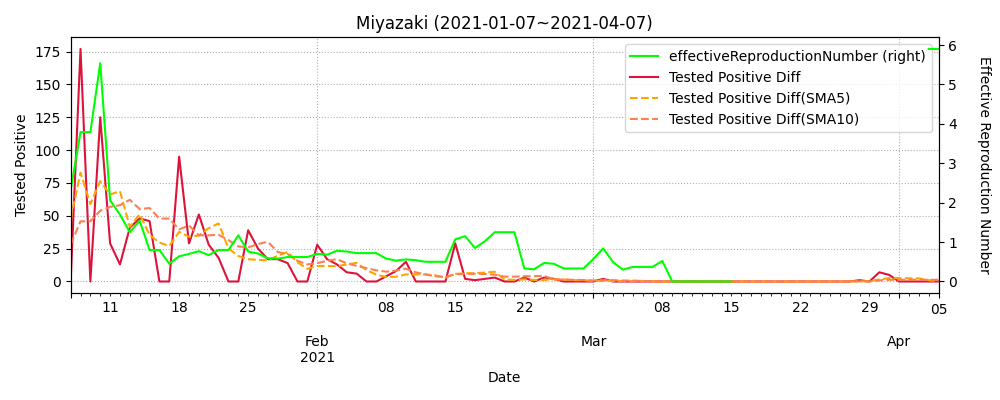 Miyazaki (2021-01-07~2021-04-07)
effectiveReproductionNumber (right)
Tested Positive Diff
Tested Positive Diff(SMA5)
Tested Positive Diff(SMA10)
Tested Positive
175
150
125
100
75
50
25
0
6
5
4
3
2
1
0
Effective Reproduction Number
11 18 25 08 15 22 08 15 22 29 05
Feb Mar Apr
2021
Date